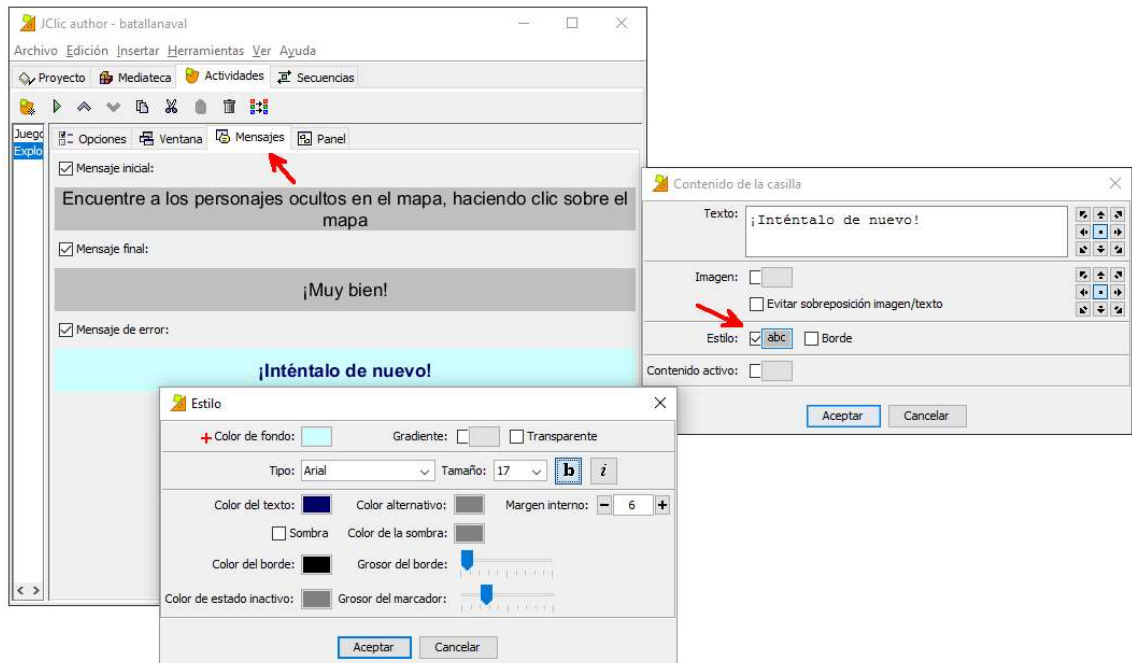 JClic author - batallanaval
Archivo Edición Insertar Herramientas Ver Ayuda
Proyecto Mediateca Actividades Secuencias
Juego
Explo
Opciones Ventana Mensajes Panel
Mensaje inicial:
Encuentre a los personajes ocultos en el mapa, haciendo clic sobre el
mapa
Mensaje final:
¡Muy bien!
Mensaje de error:
¡Inténtalo de nuevo!
Contenido de la casilla
Texto: ¡Inténtalo de nuevo!
Imagen:
Evitar sobreposición imagen/texto
Estilo: abc Borde
Contenido activo:
Aceptar Cancelar
Estilo
Color de fondo: Gradiente: Transparente
Tipo: Arial Tamaño: 17 b i
Color del texto: Color alternativo: Margen interno: - 6 +
Sombra Color de la sombra:
Color del borde: Grosor del borde:
Color de estado inactivo: Grosor del marcador:
Aceptar Cancelar